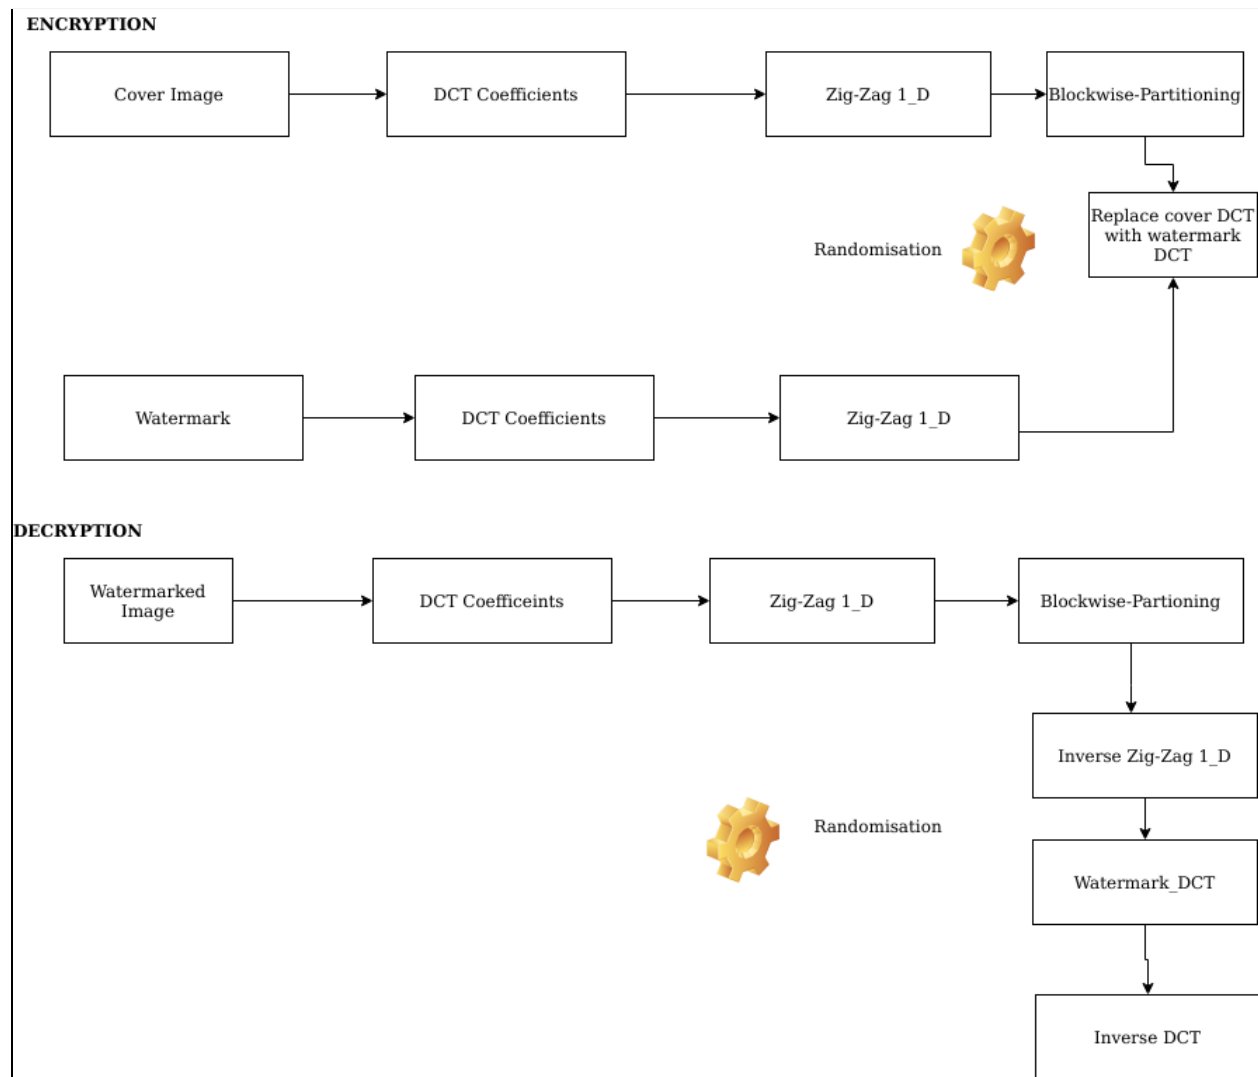 ENCRYPTION
Cover Image
DCT Coefficients
Zig-Zag 1_D
Blockwise-Partitioning
Replace cover DCT
with watermark
DCT
Randomisation
Watermark
DCT Coefficients
Zig-Zag 1_D
DECRYPTION
Watermarked
Image
DCT Coefficeints
Zig-Zag 1_D
Blockwise-Partioning
Inverse Zig-Zag 1_D
Randomisation
Watermark_DCT
Inverse DCT